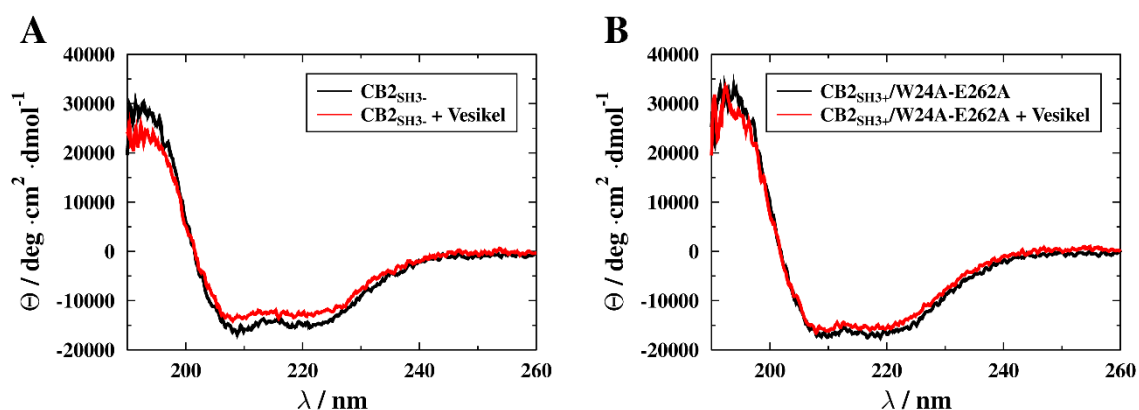 A
40000
30000
20000
10000
0
-10000
-20000
Θ / deg ·cm² ·dmol⁻¹
CB2SH3-
CB2SH3- + Vesikel
200 220 240 260
λ / nm
B
40000
30000
20000
10000
0
-10000
-20000
Θ / deg ·cm² ·dmol⁻¹
CB2SH3+/W24A-E262A
CB2SH3+/W24A-E262A + Vesikel
200 220 240 260
λ / nm